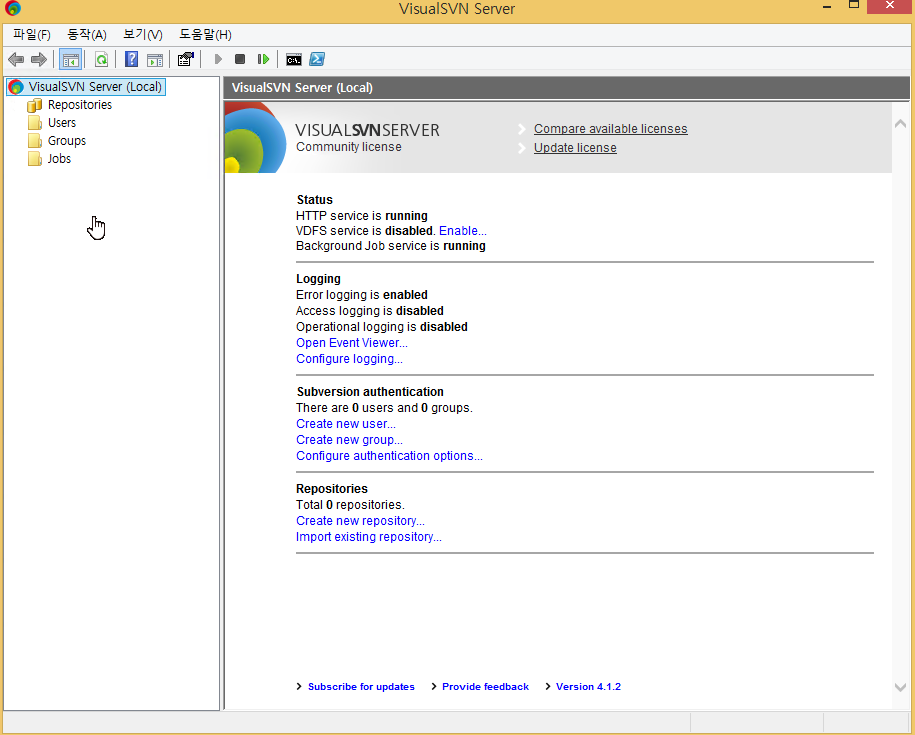 VisualSVN Server
파일(F) 동작(A) 보기(V) 도움말(H)
VisualSVN Server (Local)
Repositories
Users
Groups
Jobs
VisualSVN Server (Local)
VISUALSVNSERVER
Community license
Compare available licenses
Update license
Status
HTTP service is running
VDFS service is disabled. Enable...
Background Job service is running
Logging
Error logging is enabled
Access logging is disabled
Operational logging is disabled
Open Event Viewer...
Configure logging...
Subversion authentication
There are 0 users and 0 groups.
Create new user...
Create new group...
Configure authentication options...
Repositories
Total 0 repositories.
Create new repository...
Import existing repository...
Subscribe for updates Provide feedback Version 4.1.2